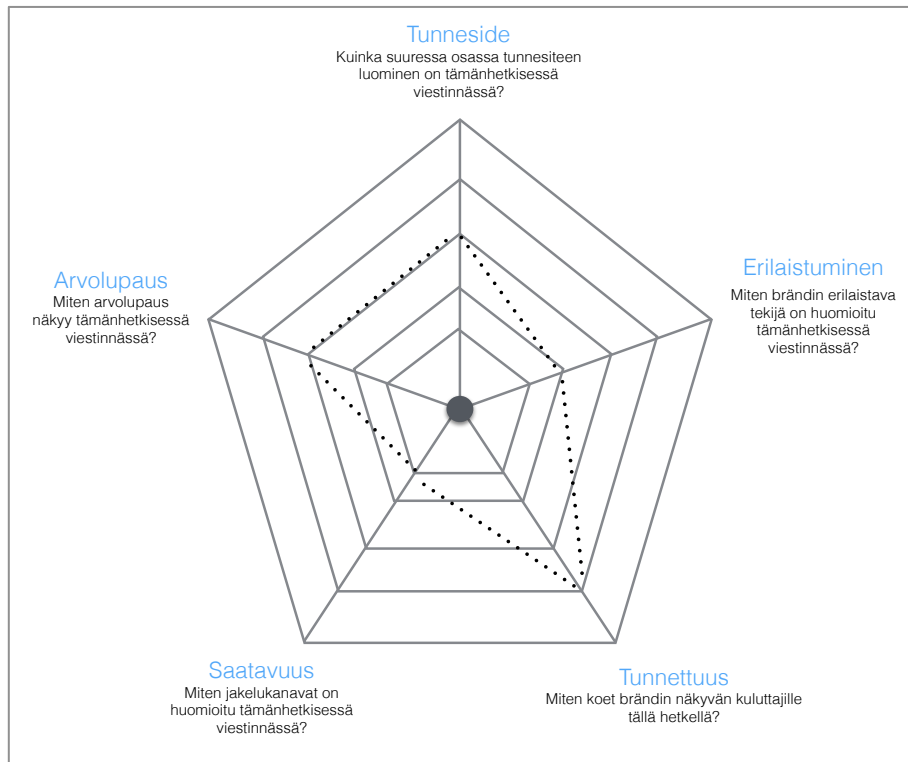 Tunneside
Kuinka suuressa osassa tunnesiteen
luominen on tämänhetkisessä
viestinnässä?
Arvolupaus
Miten arvolupaus
näkyy tämänhetkisessä
viestinnässä?
Erilaistuminen
Miten brändin erilaistava
tekijä on huomioitu
tämänhetkisessä
viestinnässä?
Saatavuus
Miten jakelukanavat on
huomioitu tämänhetkisessä
viestinnässä?
Tunnettuus
Miten koet brändin näkyvän kuluttajille
tällä hetkellä?